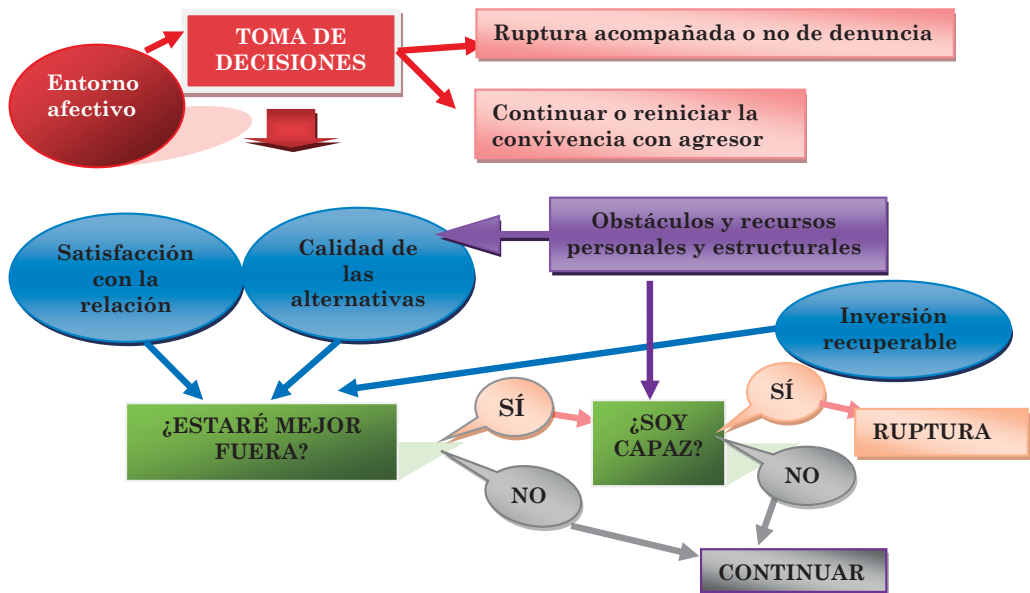 TOMA DE
DECISIONES
Ruptura acompañada o no de denuncia
Entorno
afectivo
Continuar o reiniciar la
convivencia con agresor
Satisfacción
con la
relación
Calidad de
las
alternativas
Obstáculos y recursos
personales y estructurales
Inversión
recuperable
¿ESTARÉ MEJOR
FUERA?
SÍ
NO
¿SOY
CAPAZ?
SÍ
NO
RUPTURA
CONTINUAR